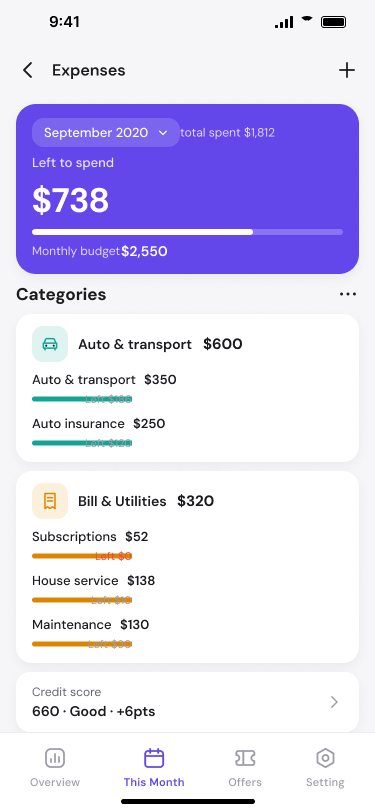 9:41
Expenses
September 2020 total spent $1,812
Left to spend
$738
Monthly budget $2,550
Categories
Auto & transport $600
Auto & transport $350
Auto insurance $250
Bill & Utilities $320
Subscriptions $52
Left $0
House service $138
Left
Maintenance $130
Left
Credit score
660 · Good · +6pts
Overview
This Month
Offers
Setting